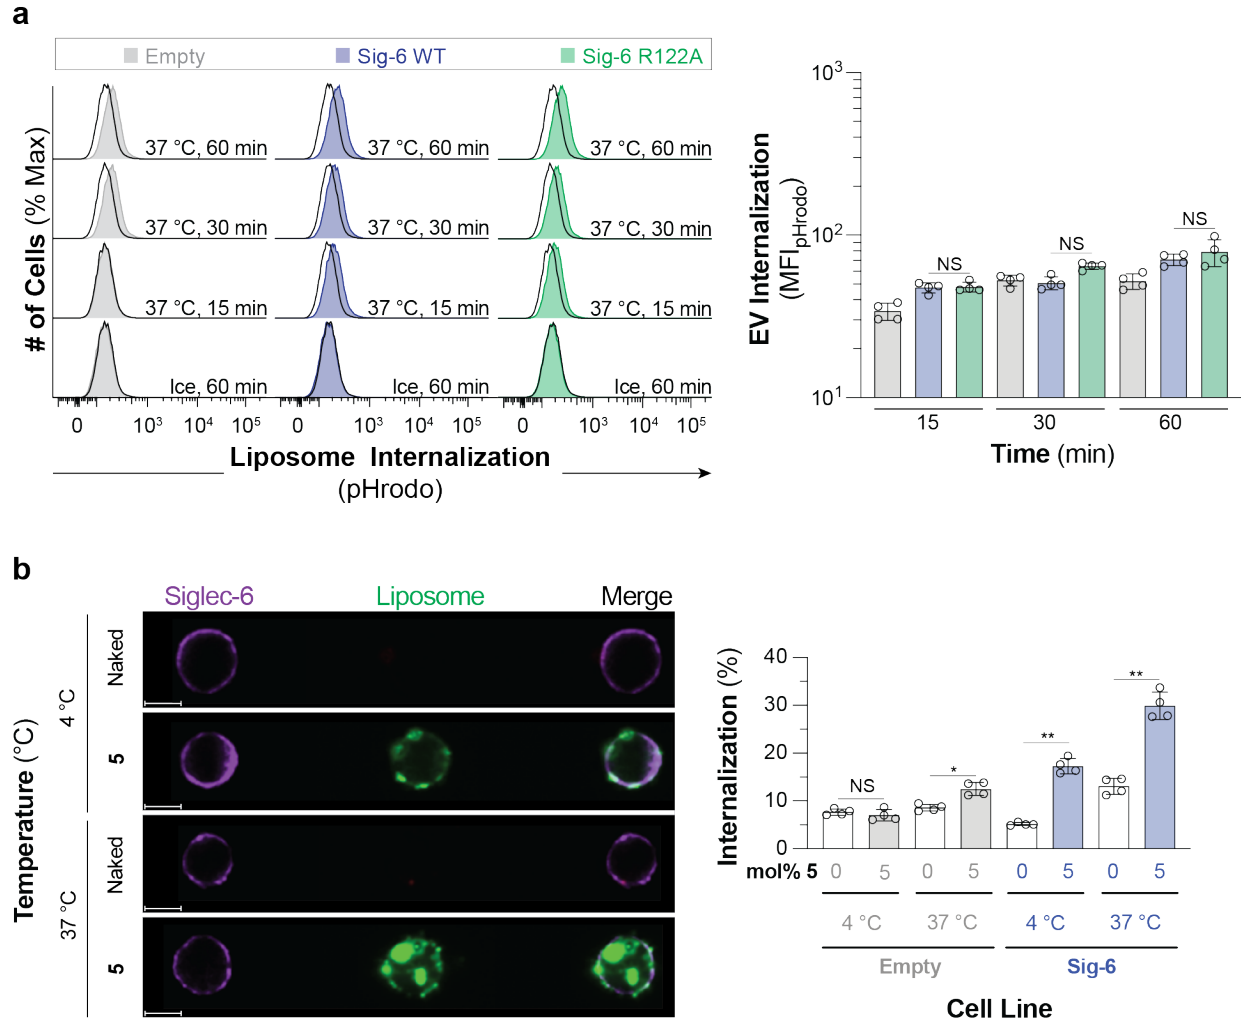 a
Empty
Sig-6 WT
Sig-6 R122A
# of Cells (% Max)
37 °C, 60 min
37 °C, 60 min
37 °C, 60 min
37 °C, 30 min
37 °C, 30 min
37 °C, 30 min
37 °C, 15 min
37 °C, 15 min
37 °C, 15 min
Ice, 60 min
Ice, 60 min
Ice, 60 min
0 10³ 10⁴ 10⁵
0 10³ 10⁴ 10⁵
0 10³ 10⁴ 10⁵
Liposome Internalization
(pHrodo)
EV Internalization
(MFIpHrodo)
10³
10²
10¹
NS
NS
NS
15
30
60
Time (min)
b
Siglec-6
Liposome
Merge
Temperature (°C)
4 °C
Naked
5
37 °C
Naked
5
Internalization (%)
40
30
20
10
0
NS
*
**
**
mol% 5
0 5 0 5 0 5 0 5
4 °C
37 °C
4 °C
37 °C
Empty
Sig-6
Cell Line